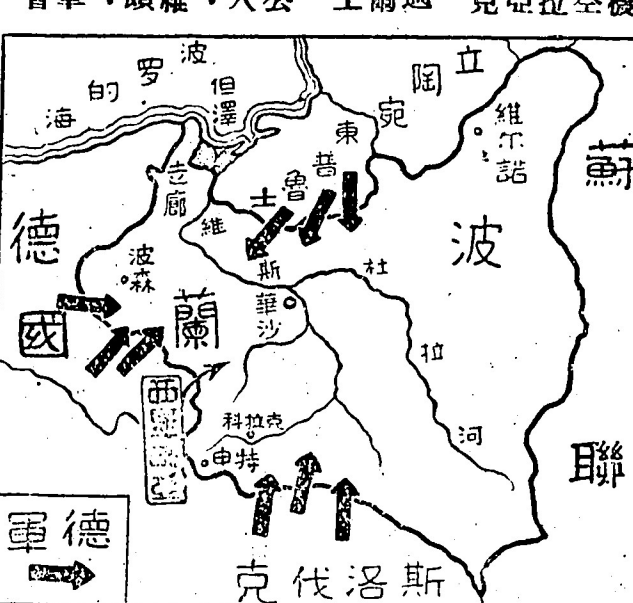 波罗的海
但澤
走廊
立陶宛
維尔諾
東普魯士
蘇聯
波蘭
德國
波森
維斯杜拉河
華沙
克拉科
特申
斯洛伐克
德軍